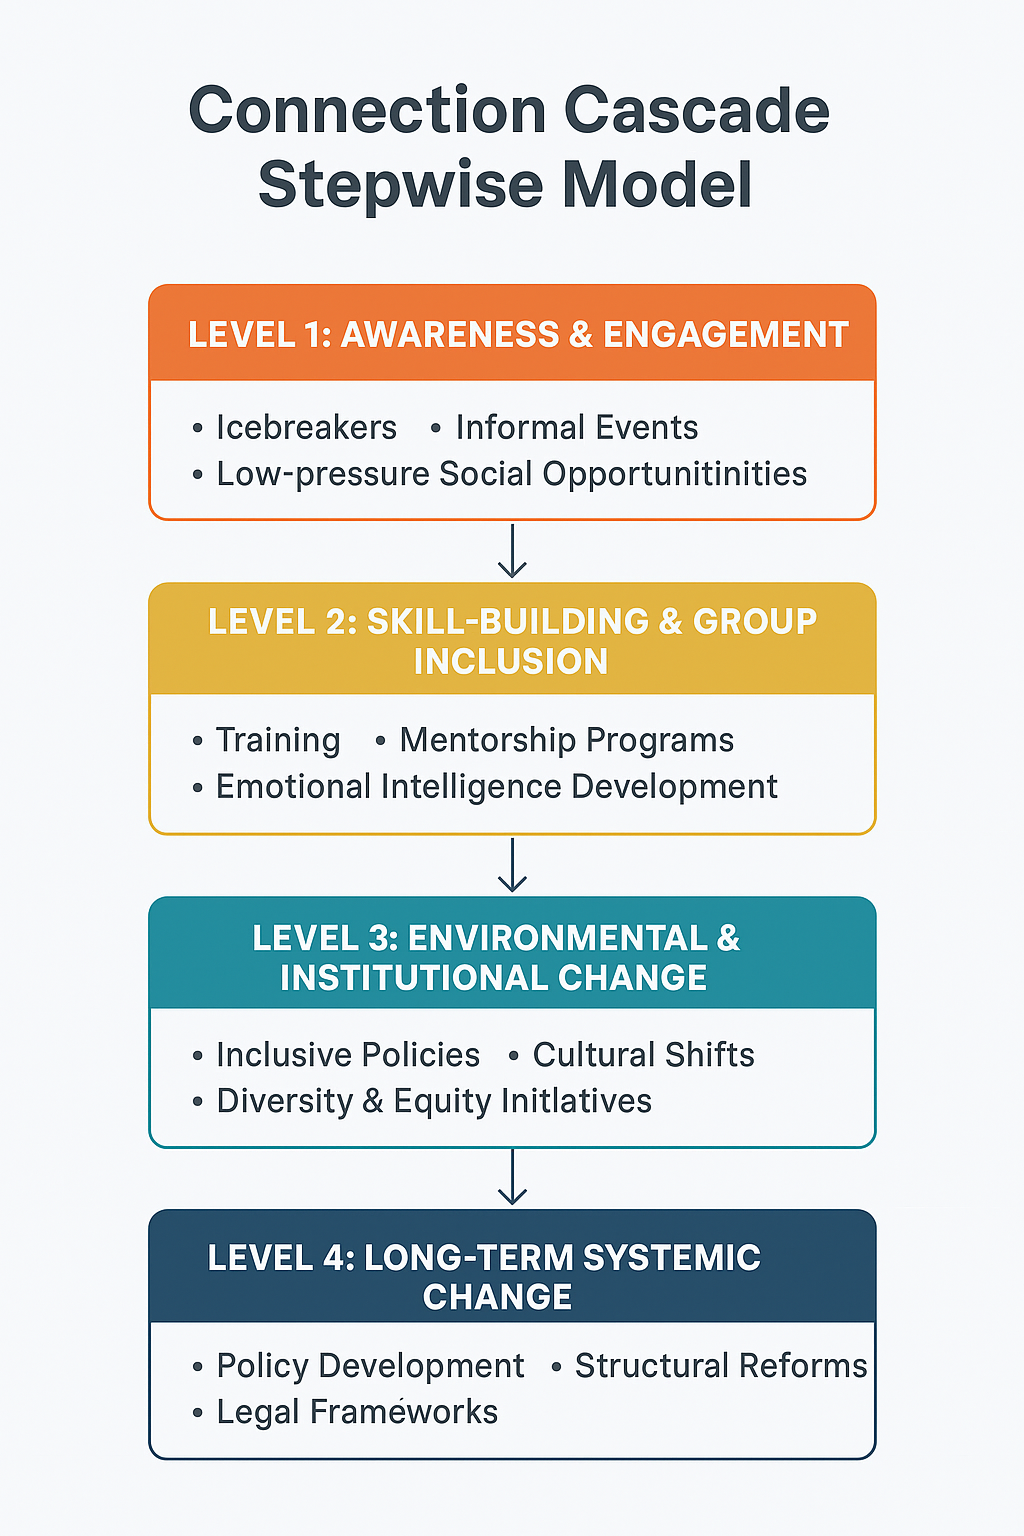 Connection Cascade
Stepwise Model
LEVEL 1: AWARENESS & ENGAGEMENT
• Icebreakers • Informal Events
• Low-pressure Social Opportunitinities
LEVEL 2: SKILL-BUILDING & GROUP
INCLUSION
• Training • Mentorship Programs
• Emotional Intelligence Development
LEVEL 3: ENVIRONMENTAL &
INSTITUTIONAL CHANGE
• Inclusive Policies • Cultural Shifts
• Diversity & Equity Initlatives
LEVEL 4: LONG-TERM SYSTEMIC
CHANGE
• Policy Development • Structural Reforms
• Legal Framéworks